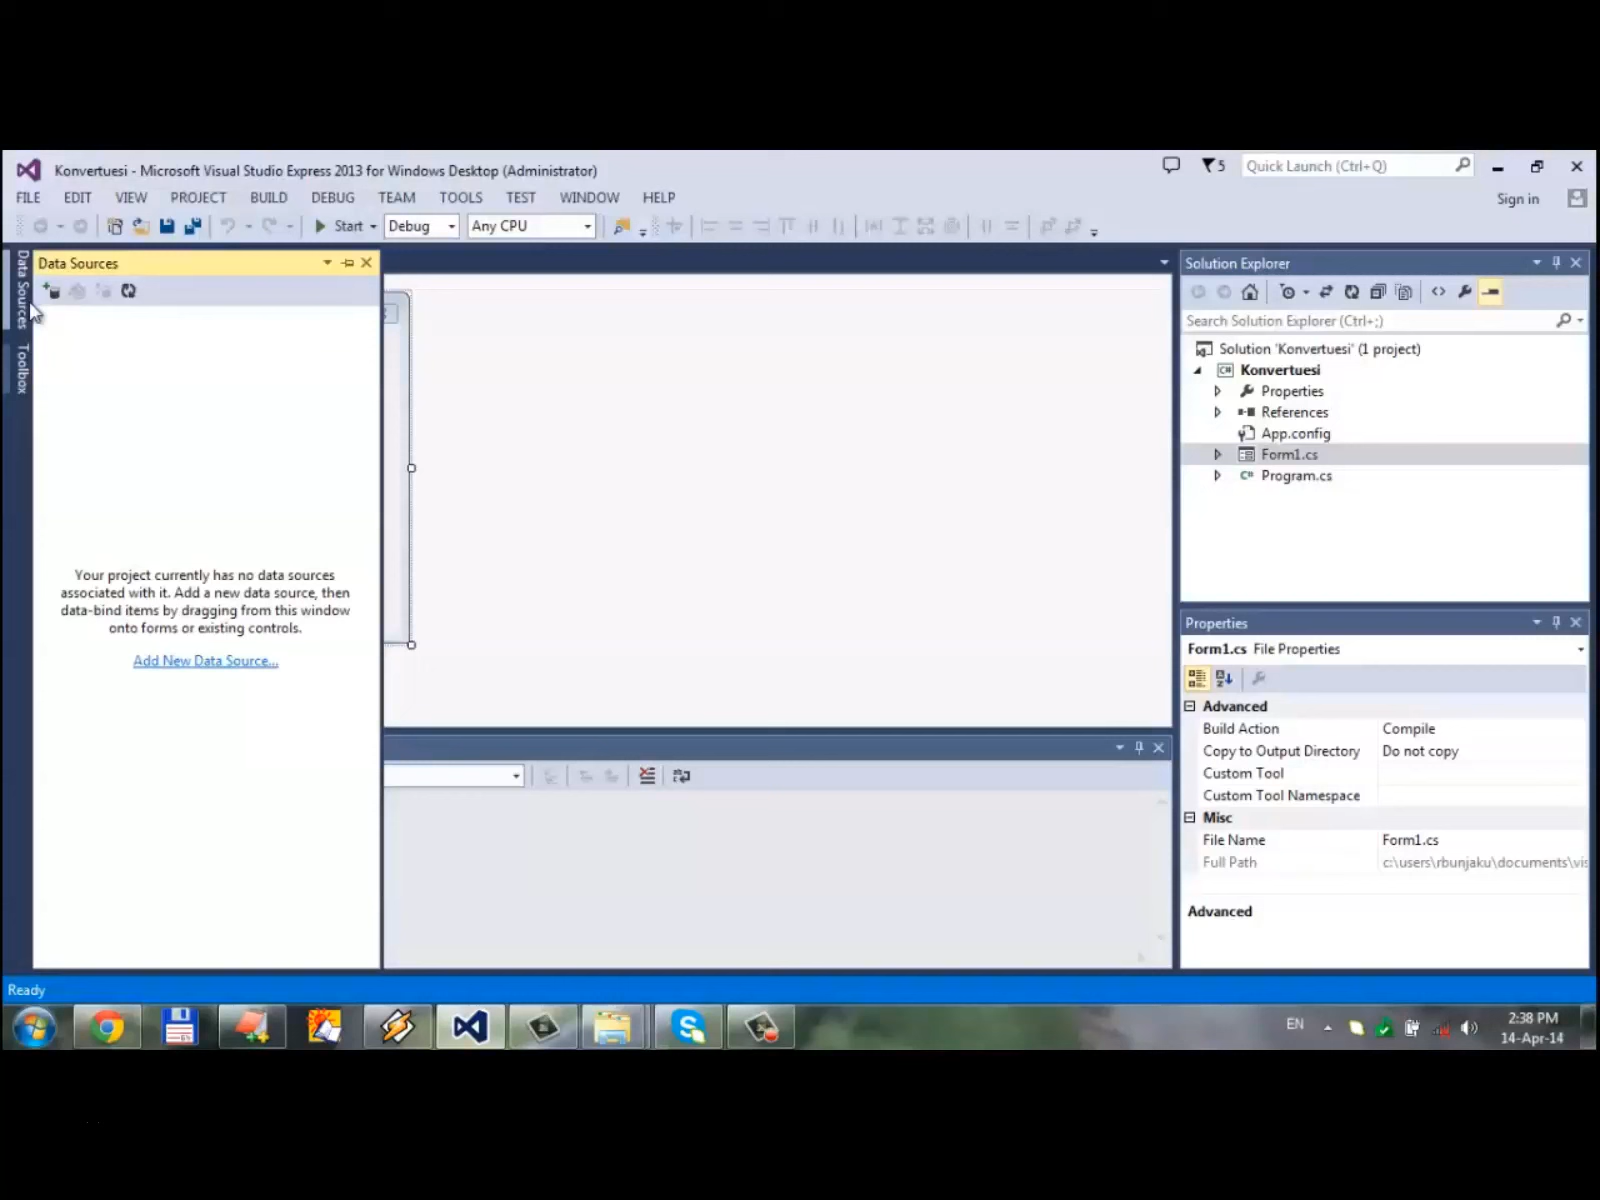 Konvertuesi - Microsoft Visual Studio Express 2013 for Windows Desktop (Administrator)
5
Quick Launch (Ctrl+Q)
FILE EDIT VIEW PROJECT BUILD DEBUG TEAM TOOLS TEST WINDOW HELP
Sign in
Start Debug Any CPU
Data Sources
Toolbox
Data Sources
Your project currently has no data sources
associated with it. Add a new data source, then
data-bind items by dragging from this window
onto forms or existing controls.
Add New Data Source...
Solution Explorer
Search Solution Explorer (Ctrl+;)
Solution 'Konvertuesi' (1 project)
Konvertuesi
Properties
References
App.config
Form1.cs
Program.cs
Properties
Form1.cs File Properties
Advanced
Build Action Compile
Copy to Output Directory Do not copy
Custom Tool
Custom Tool Namespace
Misc
File Name Form1.cs
Full Path c:\users\rbunjaku\documents\vis
Advanced
Ready
EN
2:38 PM
14-Apr-14